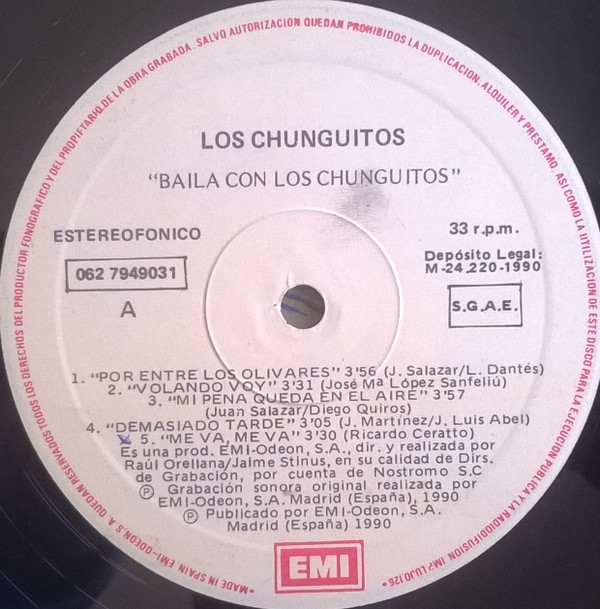 RESERVADOS TODOS LOS DERECHOS DEL PRODUCTOR FONOGRAFICO Y DEL PROPIFTARIO DE LA OBRA GRABADA. SALVO AUTORIZACION QUEDAN PROHIBIDOS LA DUPLICACION, ALQUILER Y PRESTAMO, ASI COMO LA UTILIZACION DE ESTE DISCO PARA LA EJECUCION PUBLICA Y LA RADIODIFUSION. IMP LUJO 126 •
• MADE IN SPAIN. EMI-ODEON, S. A. QUEDAN
LOS CHUNGUITOS
"BAILA CON LOS CHUNGUITOS"
ESTEREOFONICO
33 r.p.m.
062 7949031
Depósito Legal:
M-24.220-1990
A
S.G.A.E.
1. "POR ENTRE LOS OLIVARES" 3'56 (J. Salazar/L. Dantés)
2. "VOLANDO VOY" 3'31 (José Mª López Sanfeliú)
3. "MI PENA QUEDA EN EL AIRE" 3'57
(Juan Salazar/Diego Quiros)
4. "DEMASIADO TARDE" 3'05 (J. Martínez/J. Luis Abel)
5. "ME VA, ME VA" 3'30 (Ricardo Ceratto)
Es una prod. EMI-Odeon, S.A., dir. y realizada por
Raúl Orellana/Jaime Stinus, en su calidad de Dirs.
de Grabación, por cuenta de Nostromo S.C
Ⓟ Grabación sonora original realizada por
EMI-Odeon, S.A. Madrid (España), 1990
Ⓟ Publicado por EMI-Odeon, S.A.
Madrid (España) 1990
EMI